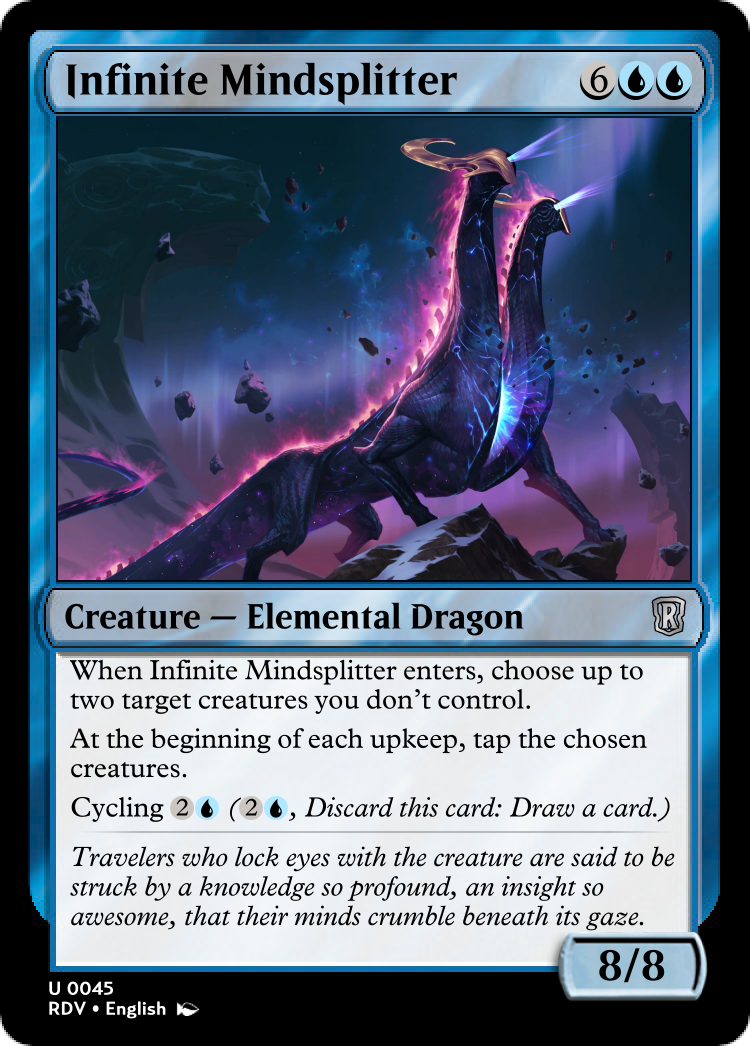 Infinite Mindsplitter 6
Creature — Elemental Dragon R
When Infinite Mindsplitter enters, choose up to
two target creatures you don't control.
At the beginning of each upkeep, tap the chosen
creatures.
Cycling 2 (2, Discard this card: Draw a card.)
Travelers who lock eyes with the creature are said to be
struck by a knowledge so profound, an insight so
awesome, that their minds crumble beneath its gaze.
8/8
U 0045
RDV • English